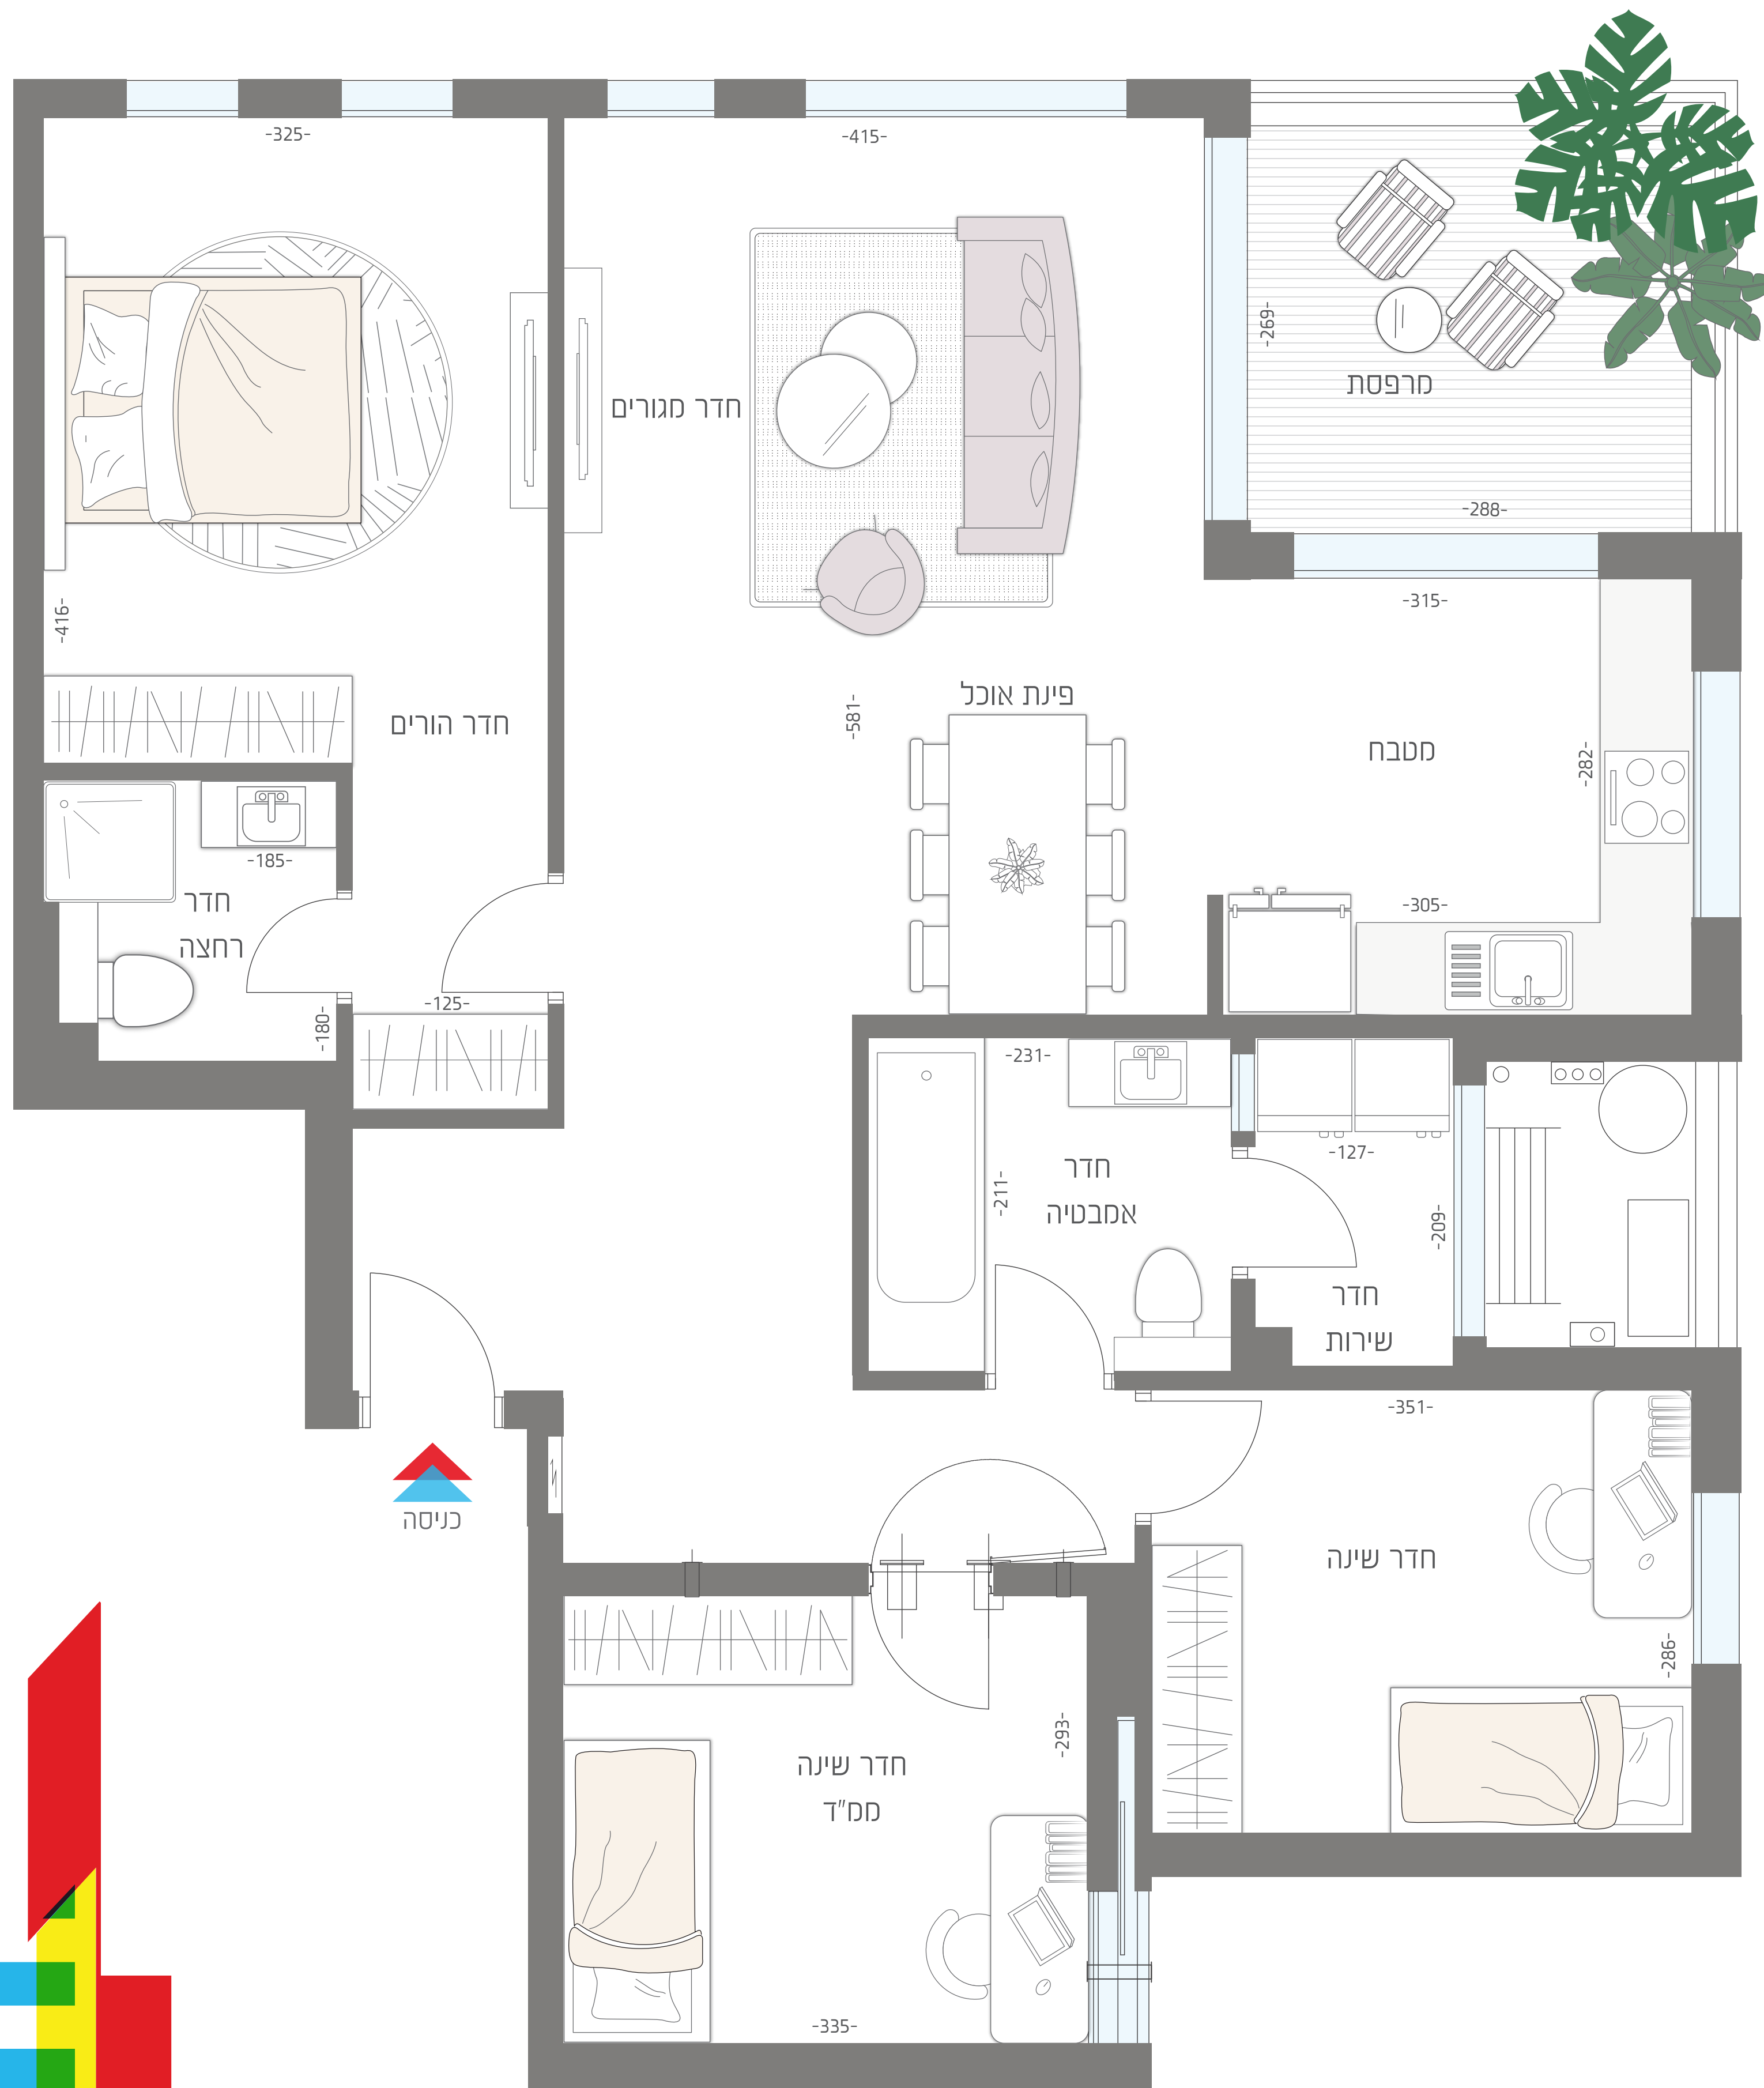 -325-
-415-
-269-
חדר מגורים
מרפסת
-288-
-416-
-315-
פינת אוכל
-581-
חדר הורים
מטבח
-282-
-185-
חדר
רחצה
-305-
-125-
-180-
-231-
-127-
חדר
אמבטיה
-211-
-209-
חדר
שירות
-351-
כניסה
חדר שינה
-286-
-293-
חדר שינה
ממ"ד
-335-